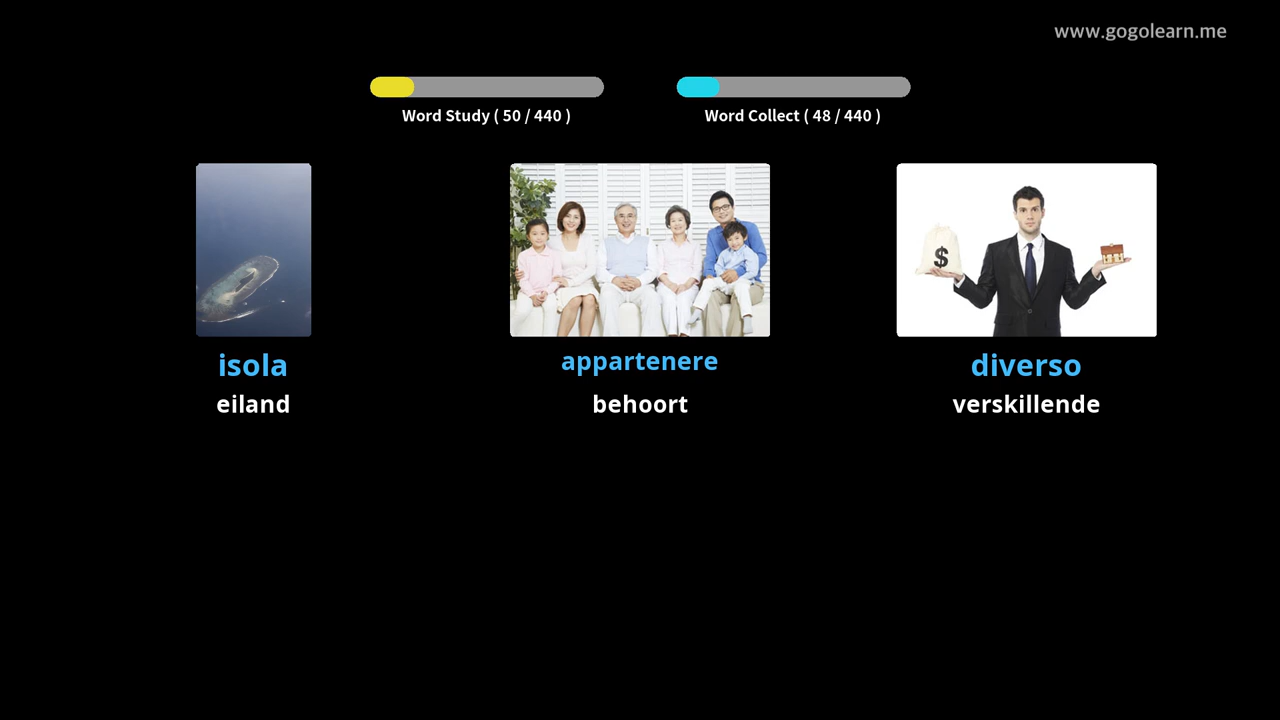 www.gogolearn.me
Word Study ( 50 / 440 )
Word Collect ( 48 / 440 )
$
isola
appartenere
diverso
eiland
behoort
verskillende